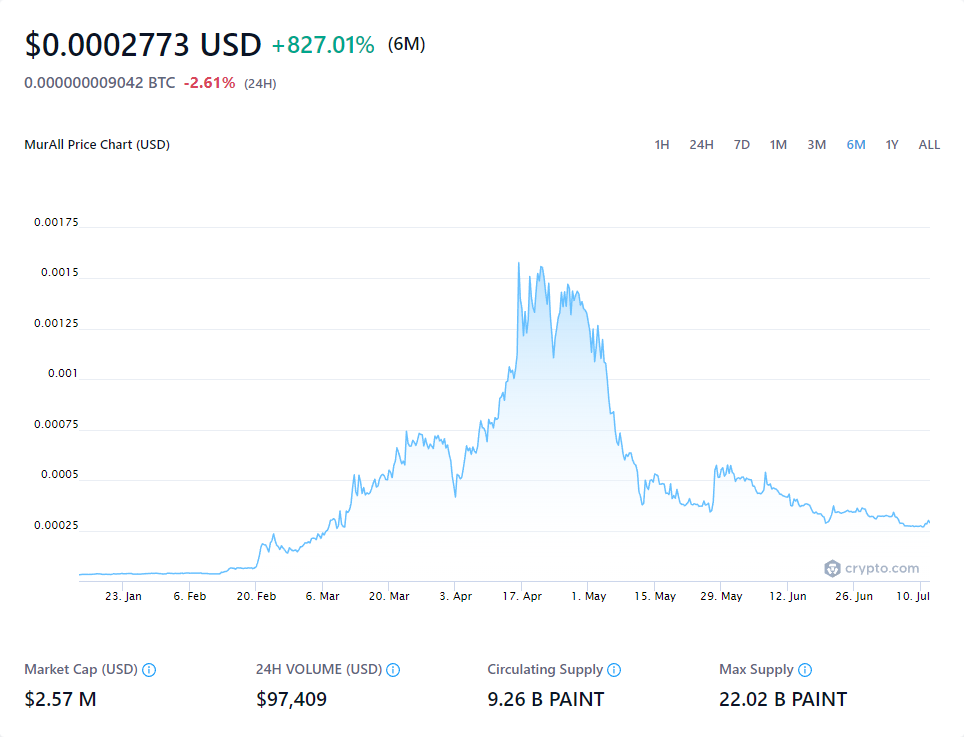 $0.0002773 USD +827.01% (6M)
0.000000009042 BTC -2.61% (24H)
MurAll Price Chart (USD) 1H 24H 7D 1M 3M 6M 1Y ALL
0.00175
0.0015
0.00125
0.001
0.00075
0.0005
0.00025
crypto.com
23. Jan 6. Feb 20. Feb 6. Mar 20. Mar 3. Apr 17. Apr 1. May 15. May 29. May 12. Jun 26. Jun 10. Jul
Market Cap (USD) 24H VOLUME (USD) Circulating Supply Max Supply
$2.57 M $97,409 9.26 B PAINT 22.02 B PAINT